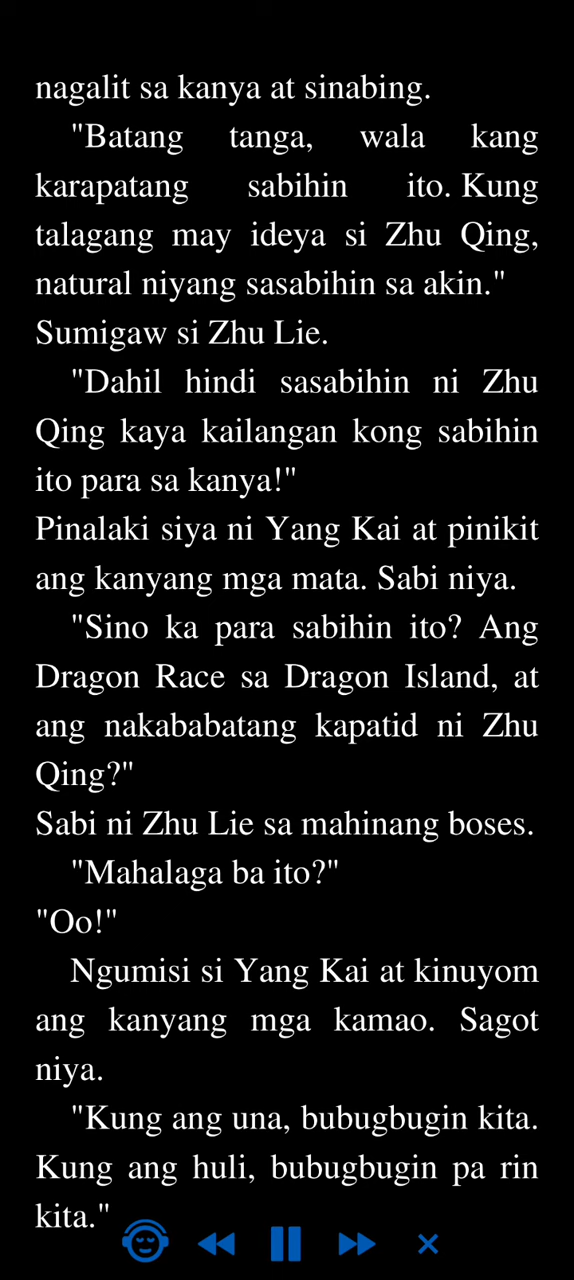 nagalit sa kanya at sinabing.
"Batang tanga, wala kang
karapatang sabihin ito. Kung
talagang may ideya si Zhu Qing,
natural niyang sasabihin sa akin."
Sumigaw si Zhu Lie.
"Dahil hindi sasabihin ni Zhu
Qing kaya kailangan kong sabihin
ito para sa kanya!"
Pinalaki siya ni Yang Kai at pinikit
ang kanyang mga mata. Sabi niya.
"Sino ka para sabihin ito? Ang
Dragon Race sa Dragon Island, at
ang nakababatang kapatid ni Zhu
Qing?"
Sabi ni Zhu Lie sa mahinang boses.
"Mahalaga ba ito?"
"Oo!"
Ngumisi si Yang Kai at kinuyom
ang kanyang mga kamao. Sagot
niya.
"Kung ang una, bubugbugin kita.
Kung ang huli, bubugbugin pa rin
kita."